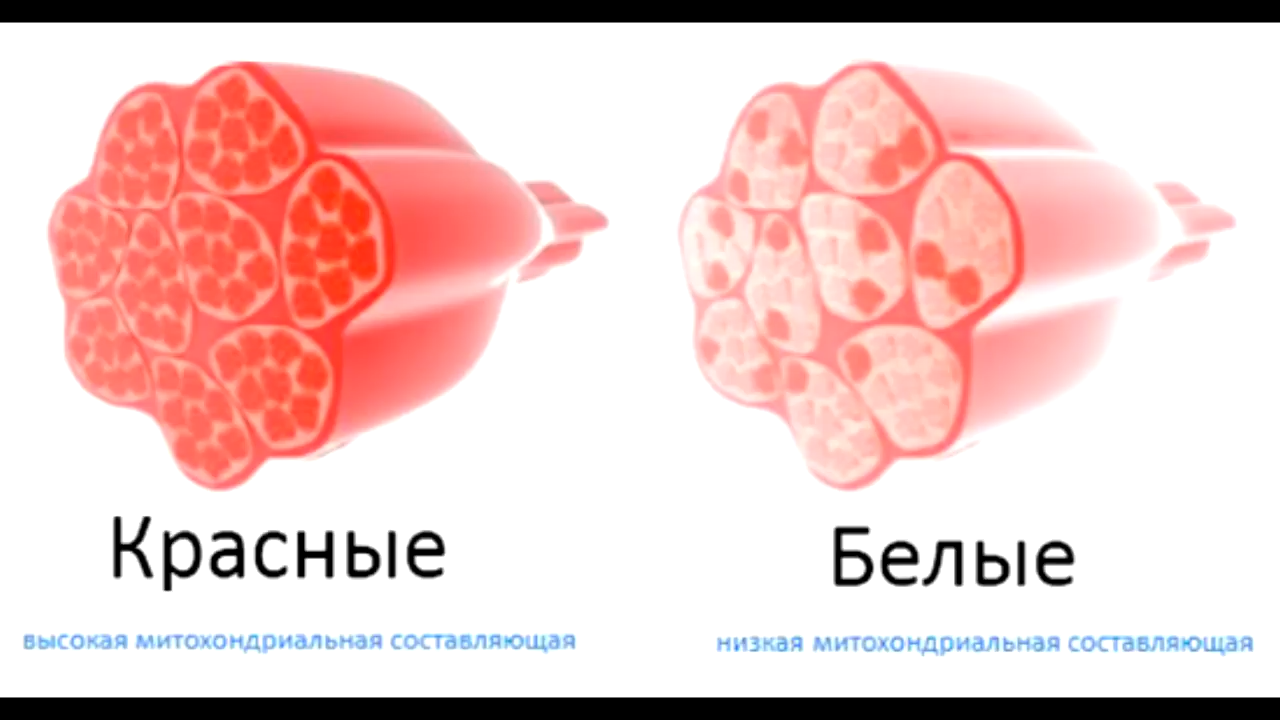 Красные
Белые
высокая митохондриальная составляющая
низкая митохондриальная составляющая